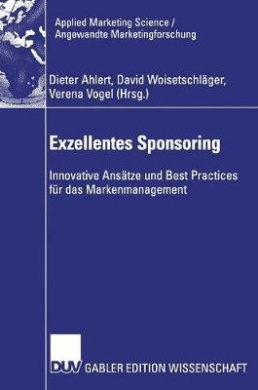 Applied Marketing Science /
Angewandte Marketingforschung
Dieter Ahlert, David Woisetschläger,
Verena Vogel (Hrsg.)
Exzellentes Sponsoring
Innovative Ansätze und Best Practices
für das Markenmanagement
DUV GABLER EDITION WISSENSCHAFT